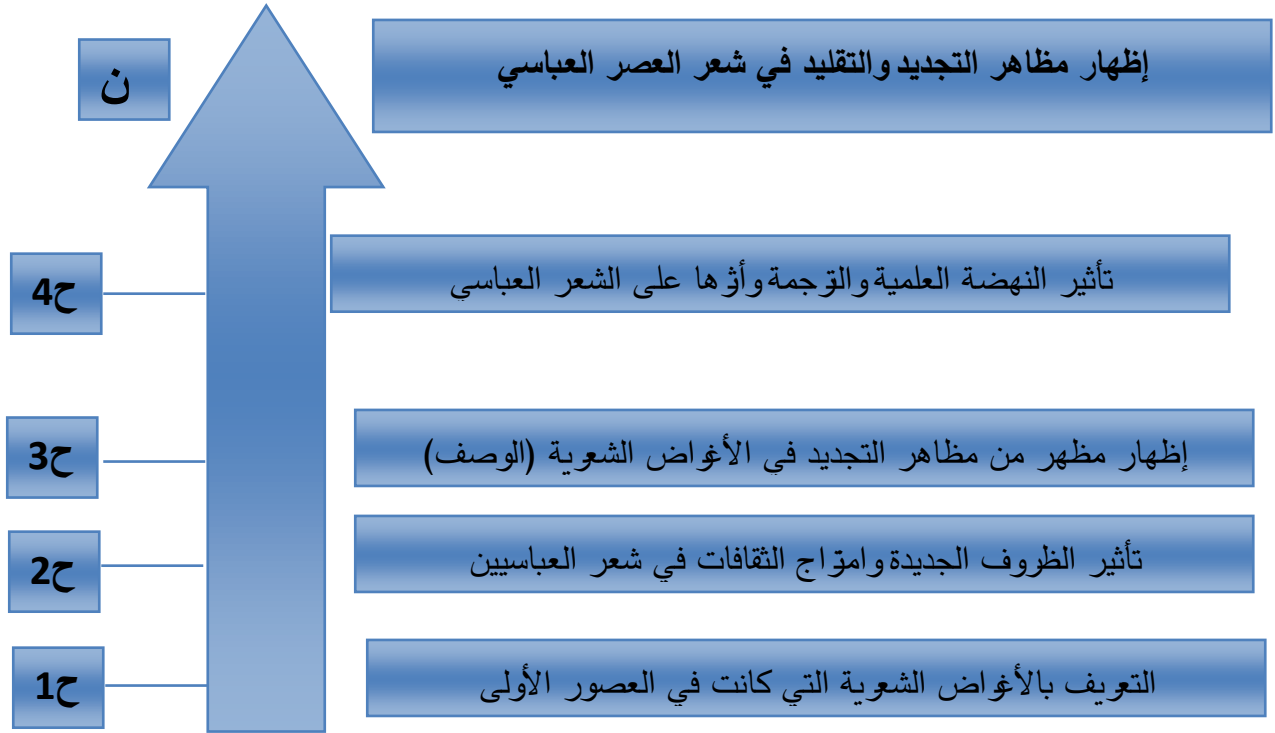 ن
إظهار مظاهر التجديد والتقليد في شعر العصر العباسي
ح4
تأثير النهضة العلمية والترجمة وأثرها على الشعر العباسي
ح3
إظهار مظهر من مظاهر التجديد في الأغراض الشعرية (الوصف)
ح2
تأثير الظروف الجديدة وامتزاج الثقافات في شعر العباسيين
ح1
التعريف بالأغراض الشعرية التي كانت في العصور الأولى